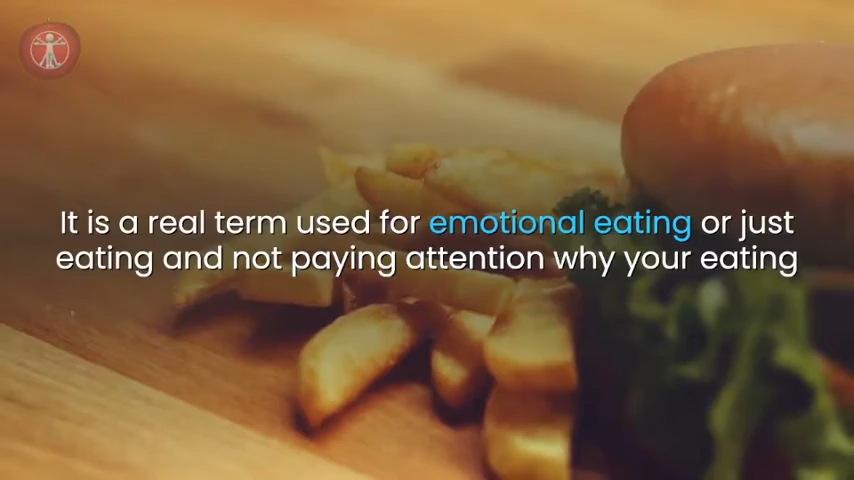 It is a real term used for emotional eating or just
eating and not paying attention why your eating